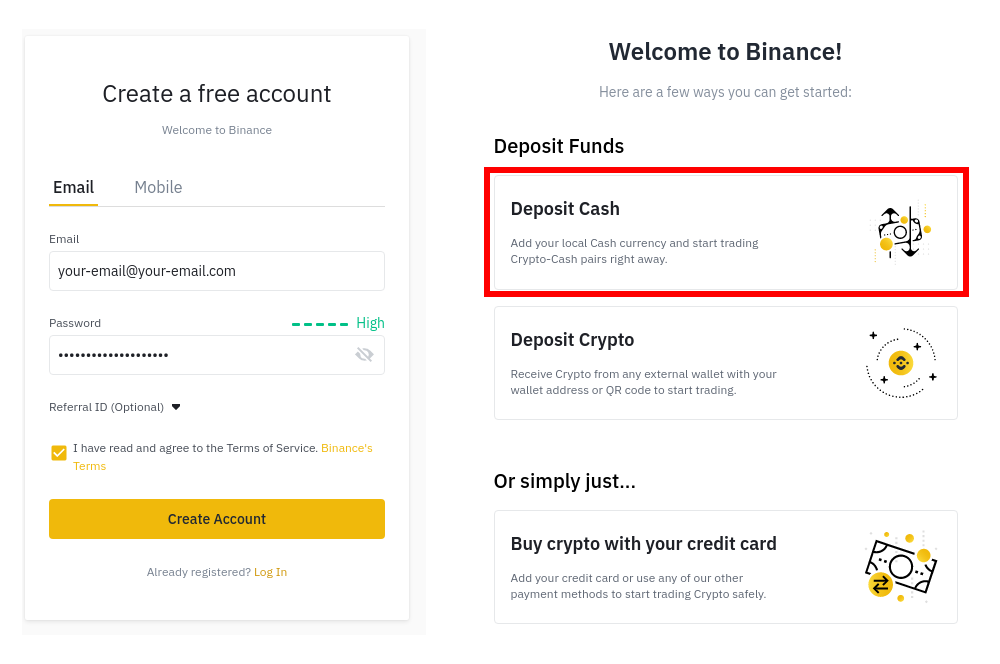 Create a free account
Welcome to Binance
Email Mobile
Email
your-email@your-email.com
Password High
••••••••••••••••••••
Referral ID (Optional)
I have read and agree to the Terms of Service. Binance's
Terms
Create Account
Already registered? Log In
Welcome to Binance!
Here are a few ways you can get started:
Deposit Funds
Deposit Cash
Add your local Cash currency and start trading
Crypto-Cash pairs right away.
Deposit Crypto
Receive Crypto from any external wallet with your
wallet address or QR code to start trading.
Or simply just...
Buy crypto with your credit card
Add your credit card or use any of our other
payment methods to start trading Crypto safely.